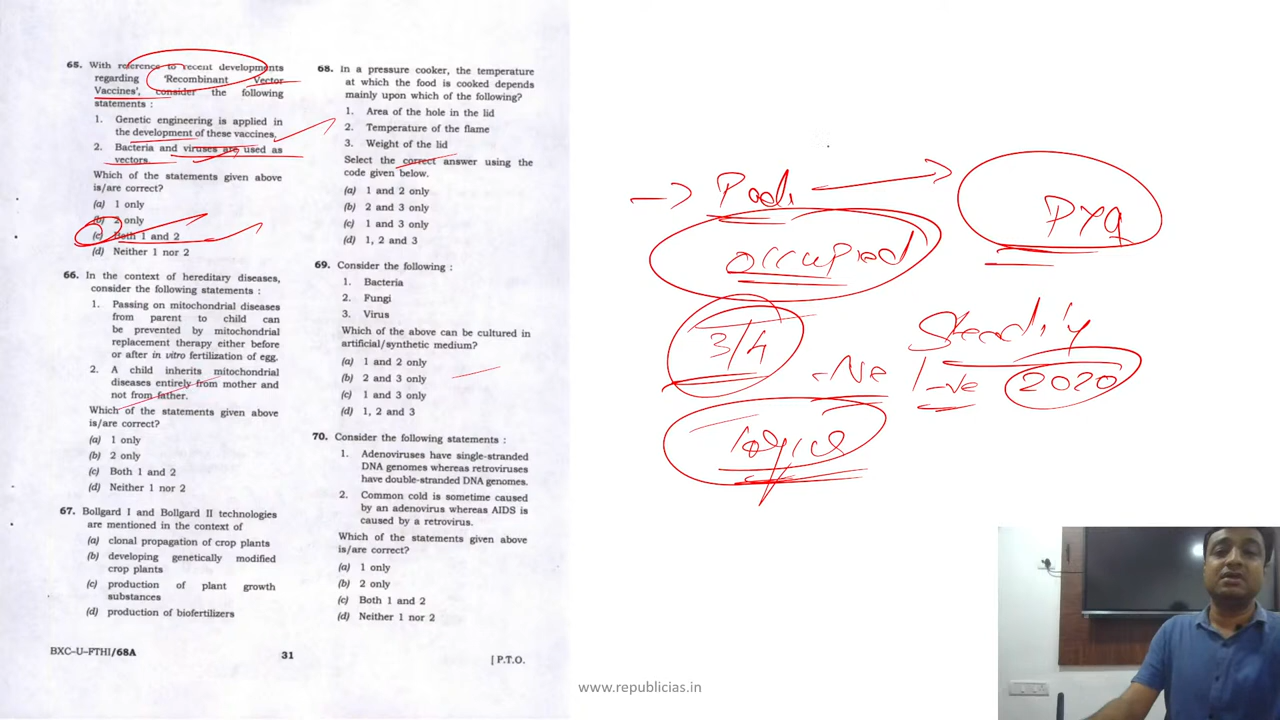 65. With reference to recent developments
regarding 'Recombinant Vector
Vaccines', consider the following
statements :
1. Genetic engineering is applied in
the development of these vaccines.
2. Bacteria and viruses are used as
vectors.
Which of the statements given above
is/are correct?
(a) 1 only
(b) 2 only
(c) Both 1 and 2
(d) Neither 1 nor 2
66. In the context of hereditary diseases,
consider the following statements :
1. Passing on mitochondrial diseases
from parent to child can
be prevented by mitochondrial
replacement therapy either before
or after in vitro fertilization of egg.
2. A child inherits mitochondrial
diseases entirely from mother and
not from father.
Which of the statements given above
is/are correct?
(a) 1 only
(b) 2 only
(c) Both 1 and 2
(d) Neither 1 nor 2
67. Bollgard I and Bollgard II technologies
are mentioned in the context of
(a) clonal propagation of crop plants
(b) developing genetically modified
crop plants
(c) production of plant growth
substances
(d) production of biofertilizers
BXC-U-FTHI/68A
31
68. In a pressure cooker, the temperature
at which the food is cooked depends
mainly upon which of the following?
1. Area of the hole in the lid
2. Temperature of the flame
3. Weight of the lid
Select the correct answer using the
code given below.
(a) 1 and 2 only
(b) 2 and 3 only
(c) 1 and 3 only
(d) 1, 2 and 3
69. Consider the following :
1. Bacteria
2. Fungi
3. Virus
Which of the above can be cultured in
artificial/synthetic medium?
(a) 1 and 2 only
(b) 2 and 3 only
(c) 1 and 3 only
(d) 1, 2 and 3
70. Consider the following statements :
1. Adenoviruses have single-stranded
DNA genomes whereas retroviruses
have double-stranded DNA genomes.
2. Common cold is sometime caused
by an adenovirus whereas AIDS is
caused by a retrovirus.
Which of the statements given above
is/are correct?
(a) 1 only
(b) 2 only
(c) Both 1 and 2
(d) Neither 1 nor 2
[ P.T.O.
PYQ
occupied
Steadily
3/4
-Ne
-ve 2020
logics
www.republicias.in